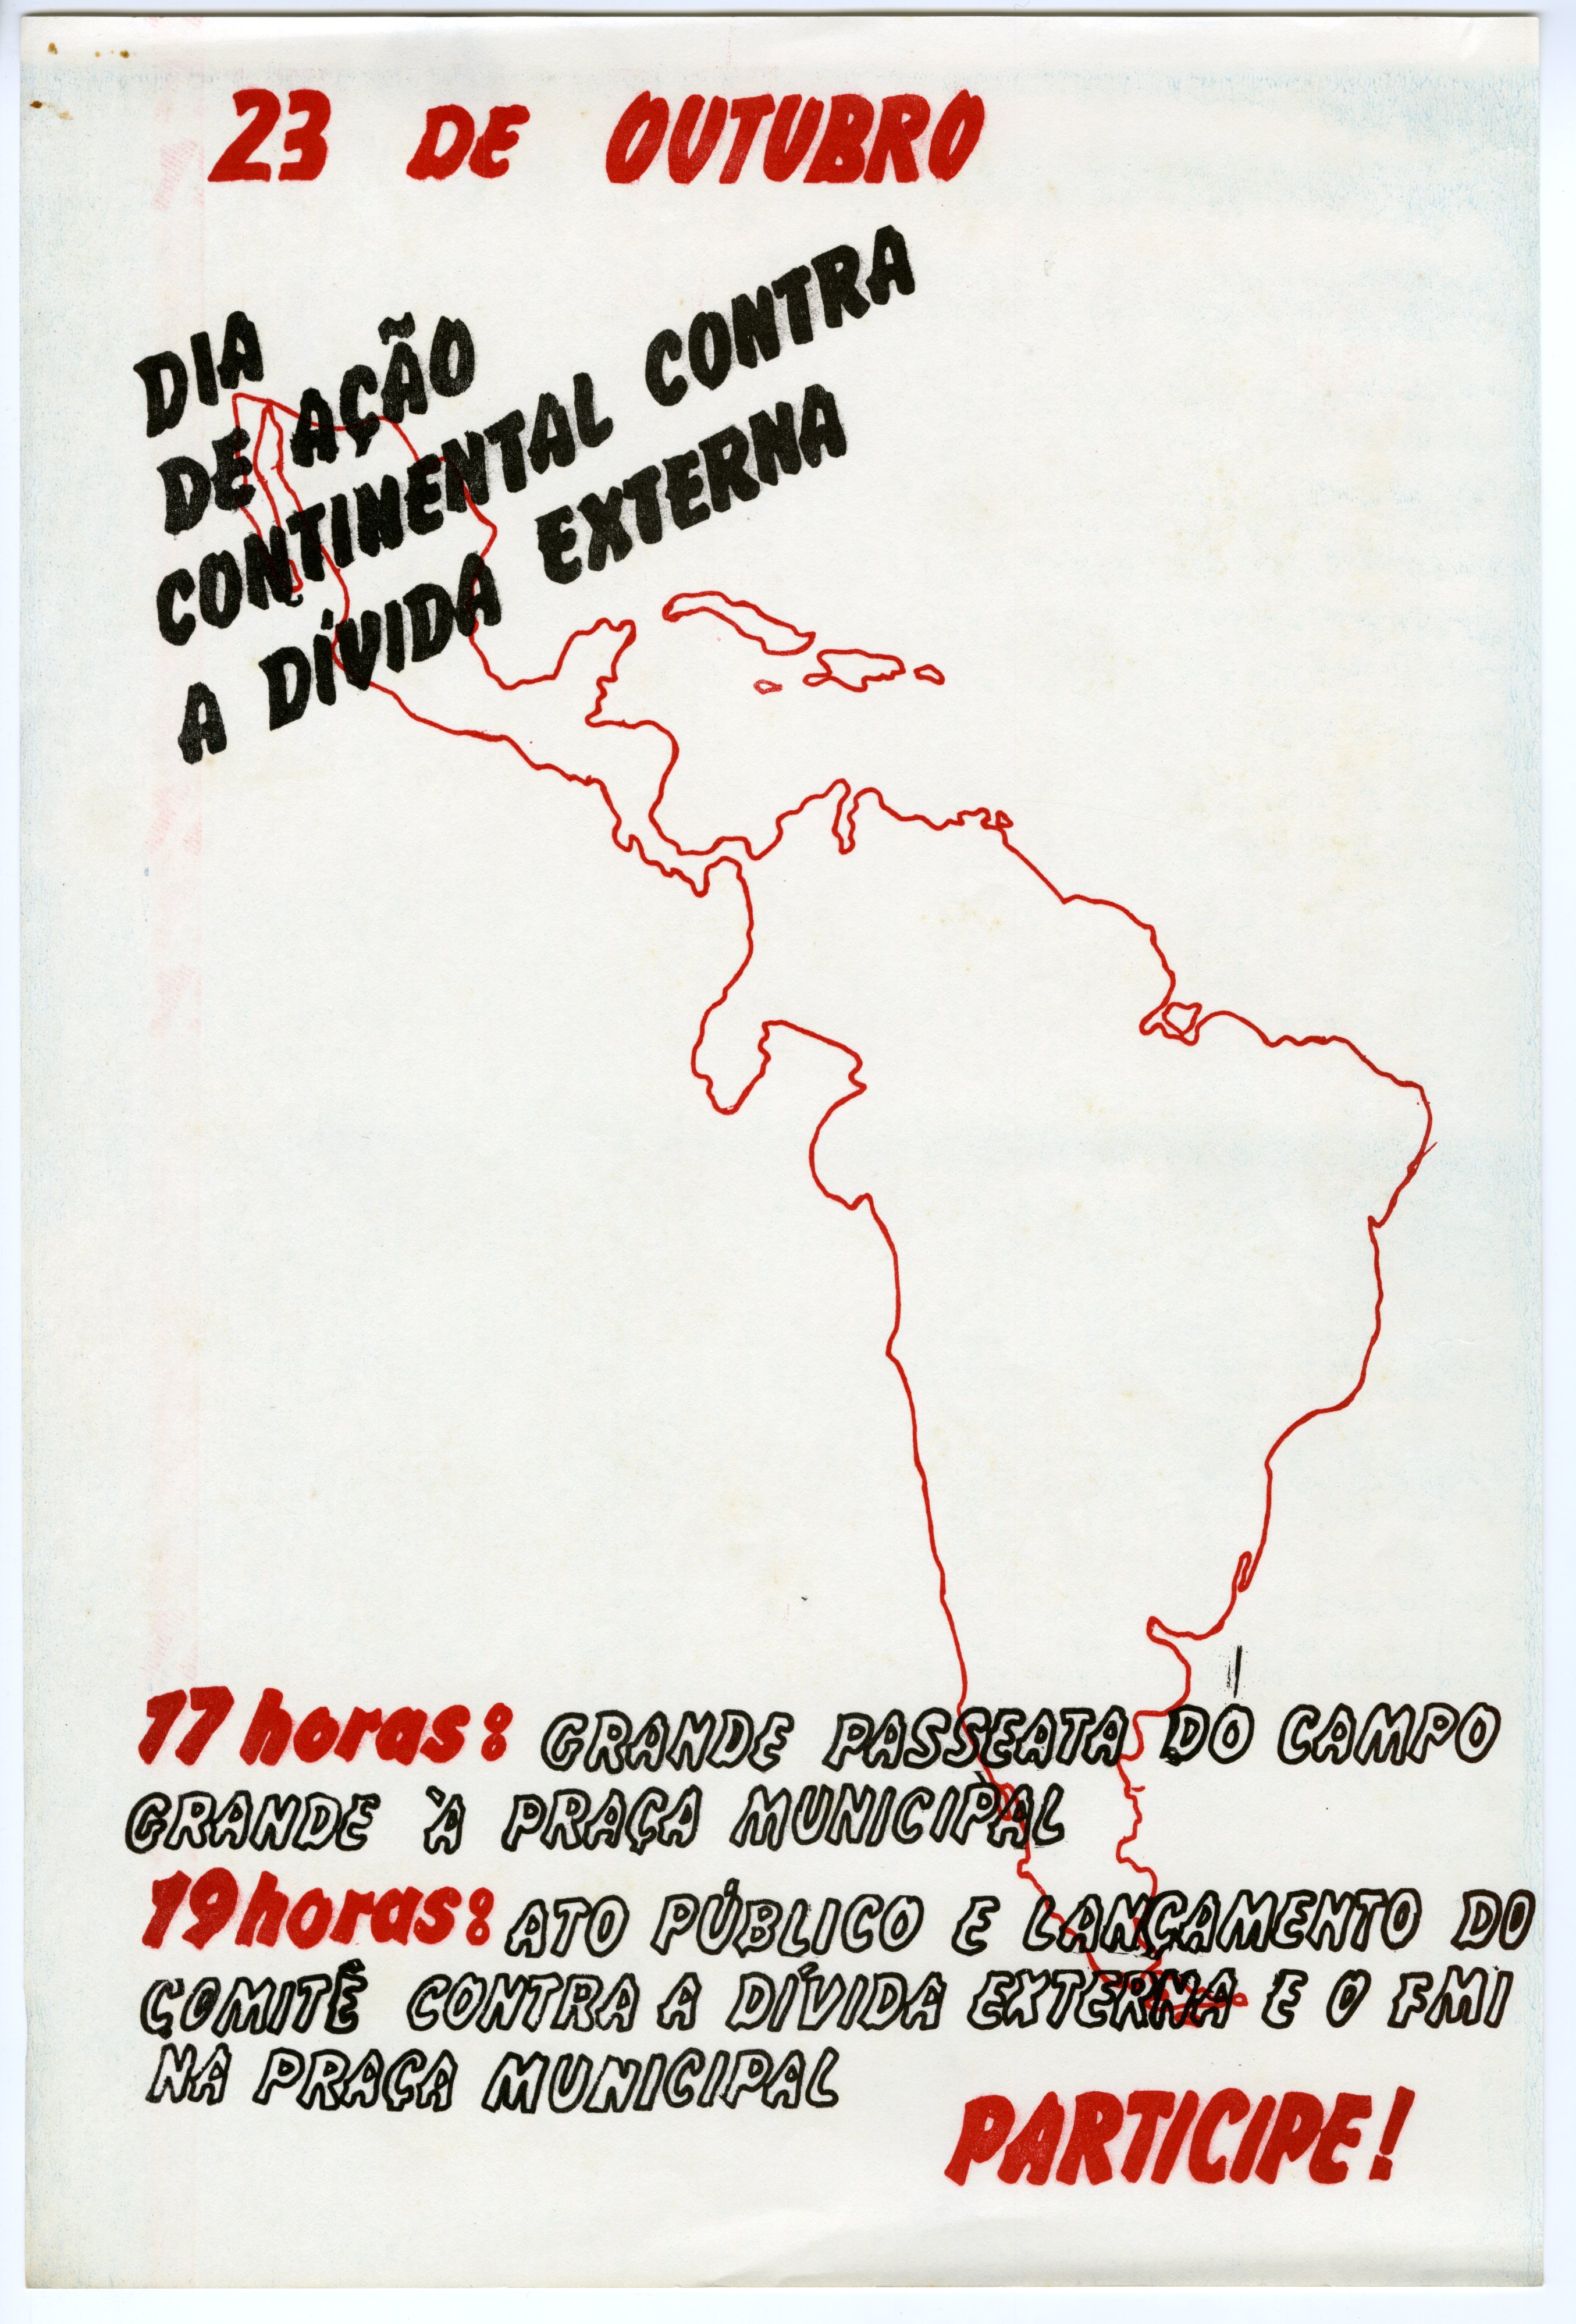 23 DE OUTUBRO
DIA
DE AÇÃO
CONTINENTAL CONTRA
A DÍVIDA EXTERNA
17 horas: GRANDE PASSEATA DO CAMPO
GRANDE À PRAÇA MUNICIPAL
19 horas: ATO PÚBLICO E LANÇAMENTO DO
COMITÊ CONTRA A DÍVIDA EXTERNA E O FMI
NA PRAÇA MUNICIPAL
PARTICIPE!